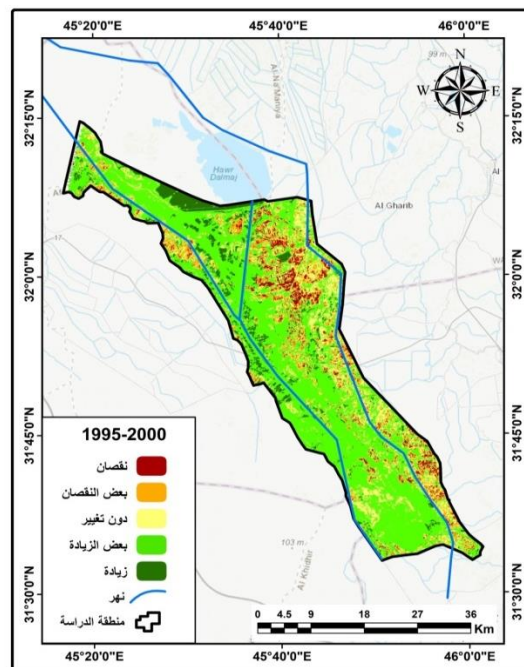 45°20'0"E 45°40'0"E 46°0'0"E
32°15'0"N
32°0'0"N
31°45'0"N
31°30'0"N
32°15'0"N
32°0'0"N
31°45'0"N
31°30'0"N
99 m
N
W E
S
Hawr
Dalmaj
Al Gharib
103 m
Al Khidhir
1995-2000
نقصان
بعض النقصان
دون تغيير
بعض الزيادة
زيادة
نهر
منطقة الدراسة
0 4.5 9 18 27 36
Km
45°20'0"E 45°40'0"E 46°0'0"E